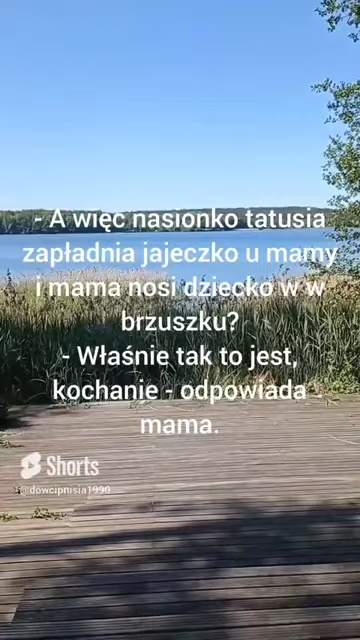 - A więc nasionko tatusia
zapładnia jajeczko u mamy
i mama nosi dziecko w w
brzuszku?
- Właśnie tak to jest,
kochanie - odpowiada
mama.
Shorts
@dowcipnisia1990